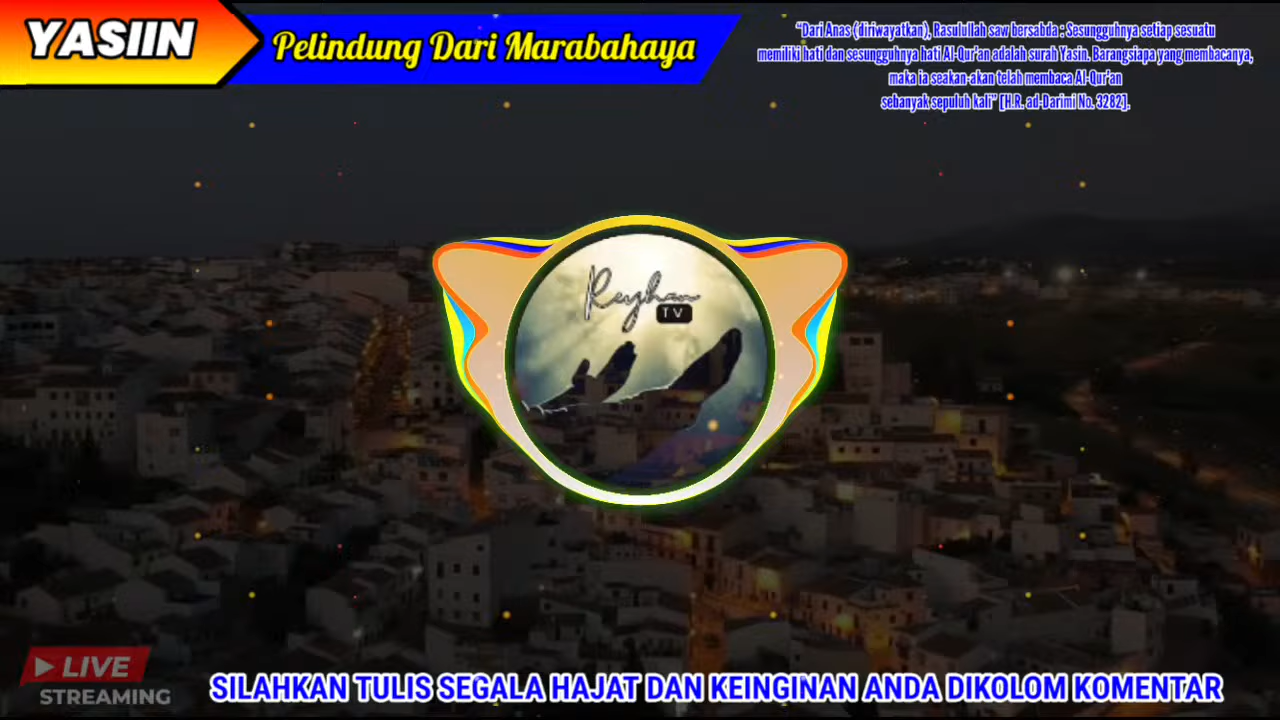 YASIIN
Pelindung Dari Marabahaya
"Dari Anas (diriwayatkan), Rasulullah saw bersabda : Sesungguhnya setiap sesuatu
memiliki hati dan sesungguhnya hati Al-Qur'an adalah surah Yasin. Barangsiapa yang membacanya,
maka ia seakan-akan telah membaca Al-Qur'an
sebanyak sepuluh kali" [H.R. ad-Darimi No. 3282].
Reyhan
TV
LIVE
STREAMING
SILAHKAN TULIS SEGALA HAJAT DAN KEINGINAN ANDA DIKOLOM KOMENTAR